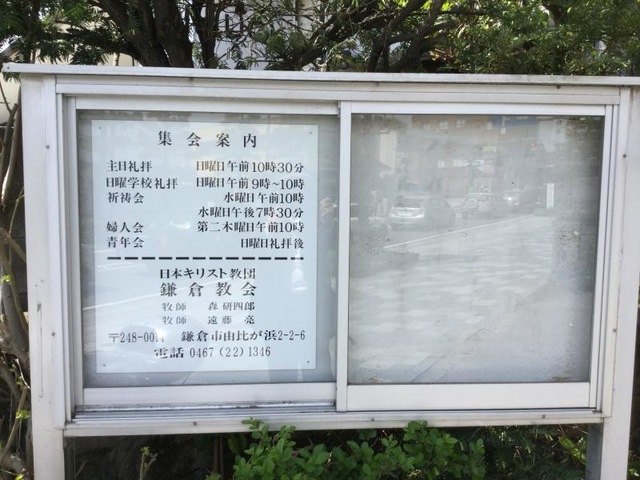 集会案内
主日礼拝 日曜日午前10時30分
日曜学校礼拝 日曜日午前9時~10時
祈祷会 水曜日午前10時
水曜日午後7時30分
婦人会 第二木曜日午前10時
青年会 日曜日礼拝後
日本キリスト教団
鎌倉教会
牧師 森研四郎
牧師 遠藤 亮
〒248-0014 鎌倉市由比が浜2-2-6
電話 0467(22)1346